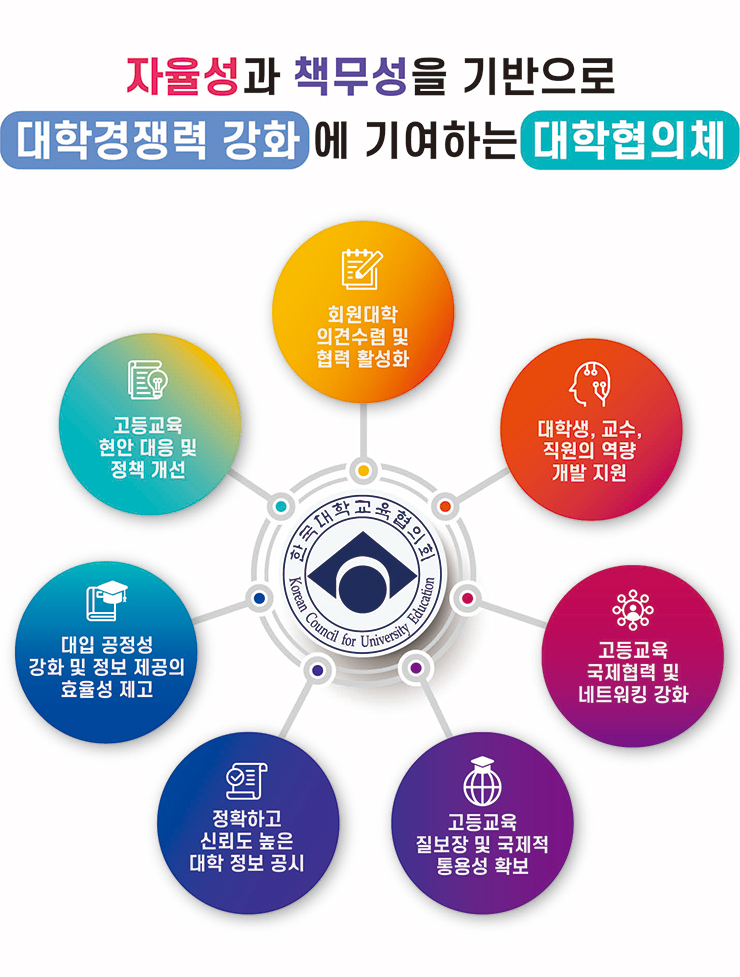 자율성과 책무성을 기반으로
대학경쟁력 강화에 기여하는 대학협의체
회원대학
의견수렴 및
협력 활성화
대학생, 교수,
직원의 역량
개발 지원
고등교육
국제협력 및
네트워킹 강화
고등교육
질보장 및 국제적
통용성 확보
정확하고
신뢰도 높은
대학 정보 공시
대입 공정성
강화 및 정보 제공의
효율성 제고
고등교육
현안 대응 및
정책 개선
한국대학교육협의회
Korean Council for University Education